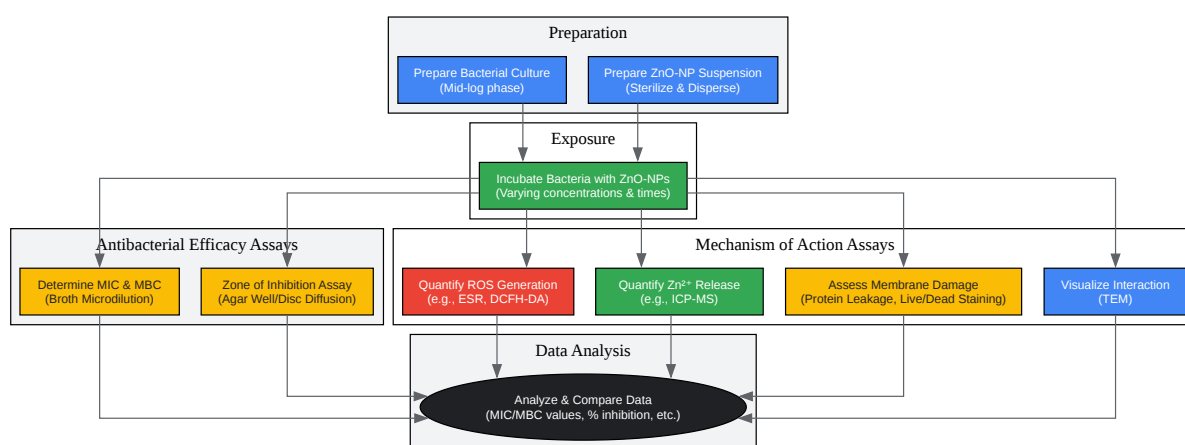 Preparation
Prepare Bacterial Culture
(Mid-log phase)
Prepare ZnO-NP Suspension
(Sterilize & Disperse)
Exposure
Incubate Bacteria with ZnO-NPs
(Varying concentrations & times)
Antibacterial Efficacy Assays
Determine MIC & MBC
(Broth Microdilution)
Zone of Inhibition Assay
(Agar Well/Disc Diffusion)
Mechanism of Action Assays
Quantify ROS Generation
(e.g., ESR, DCFH-DA)
Quantify Zn²⁺ Release
(e.g., ICP-MS)
Assess Membrane Damage
(Protein Leakage, Live/Dead Staining)
Visualize Interaction
(TEM)
Data Analysis
Analyze & Compare Data
(MIC/MBC values, % inhibition, etc.)